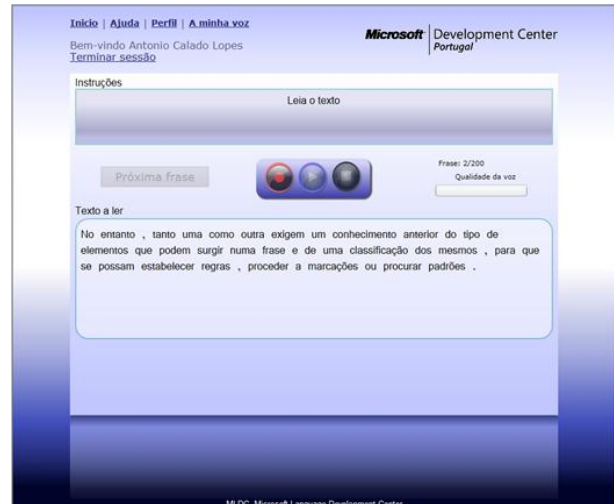 Inicio | Ajuda | Perfil | A minha voz
Bem-vindo Antonio Calado Lopes
Terminar sessão
Microsoft Development Center
Portugal
Instruções
Leia o texto
Próxima frase
Frase: 2/200
Qualidade da voz
Texto a ler
No entanto , tanto uma como outra exigem um conhecimento anterior do tipo de
elementos que podem surgir numa frase e de uma classificação dos mesmos , para que
se possam estabelecer regras , proceder a marcações ou procurar padrões .
MLDC, Microsoft Language Development Center